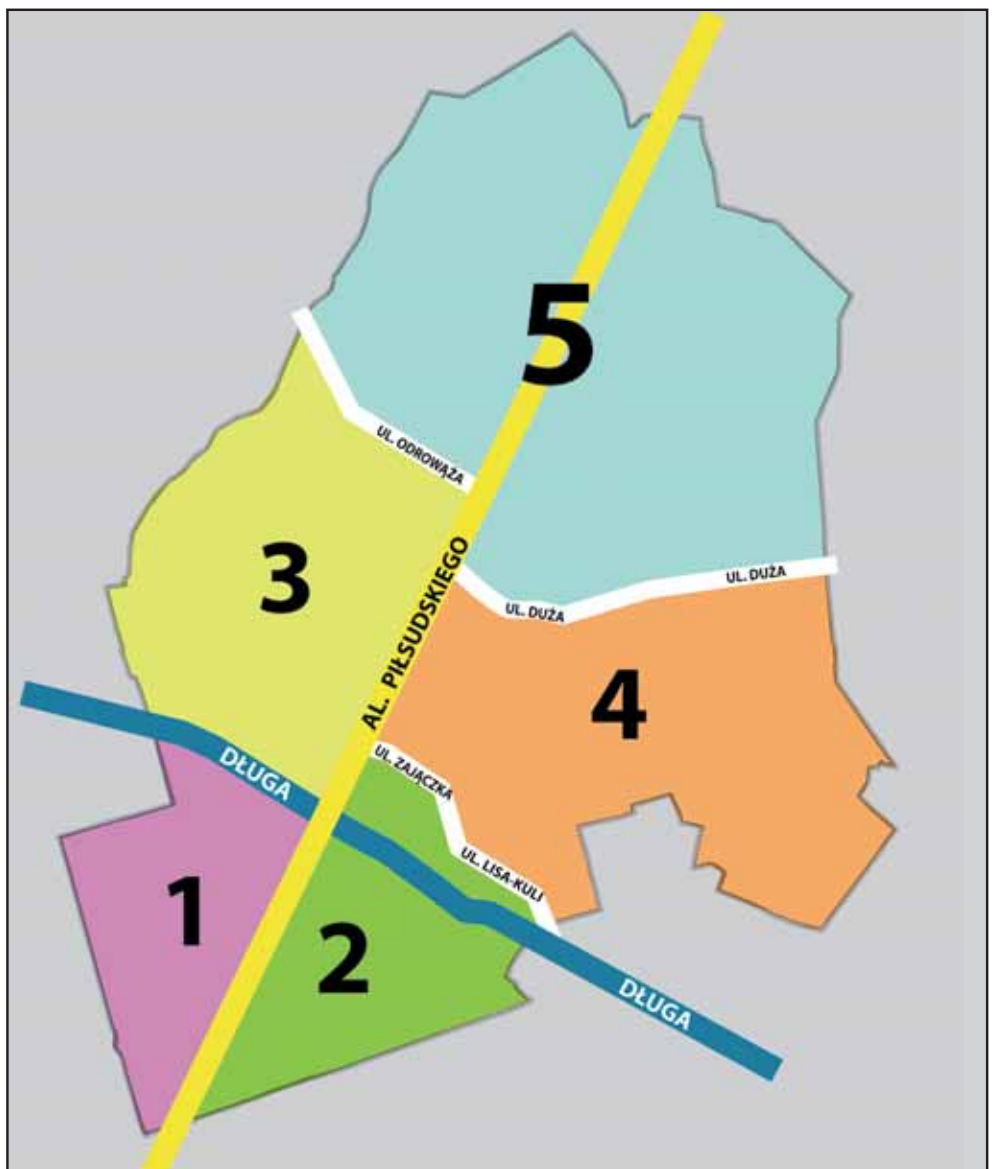 5
UL. ODROWĄŻA
3
AL. PIŁSUDSKIEGO
UL. DUŻA
UL. DUŻA
4
UL. ZAJĄCZKA
DŁUGA
UL. LISA-KULI
1
2
DŁUGA